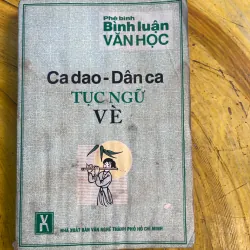 Phê bình
Bình luận
VĂN HỌC
Ca dao - Dân ca
TỤC NGỮ
VÈ
NHÀ XUẤT BẢN VĂN NGHỆ THÀNH PHỐ HỒ CHÍ MINH